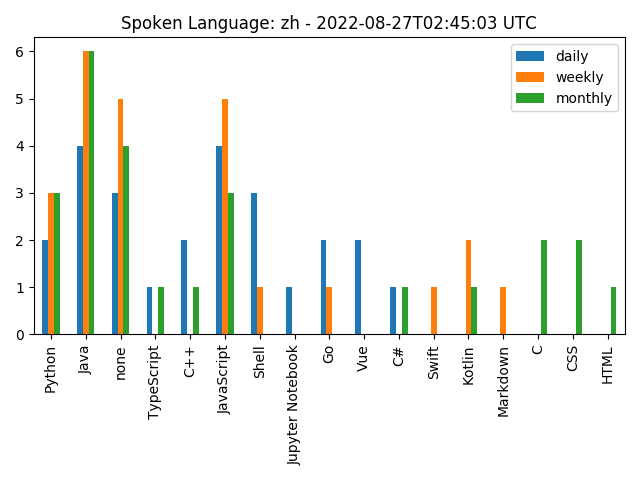 Spoken Language: zh - 2022-08-27T02:45:03 UTC
daily
weekly
monthly
6
5
4
3
2
1
0
Python
Java
none
TypeScript
C++
JavaScript
Shell
Jupyter Notebook
Go
Vue
C#
Swift
Kotlin
Markdown
C
CSS
HTML